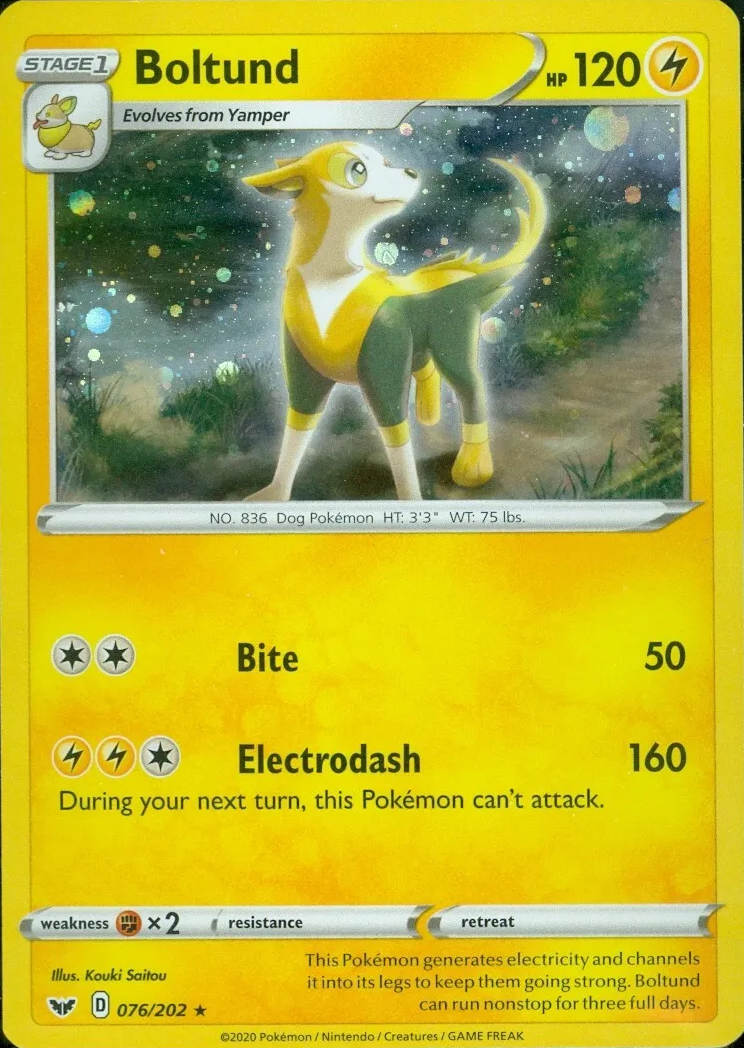 STAGE1
Boltund
HP 120
Evolves from Yamper
NO. 836 Dog Pokémon HT: 3'3" WT: 75 lbs.
Bite 50
Electrodash 160
During your next turn, this Pokémon can't attack.
weakness ×2 resistance retreat
Illus. Kouki Saitou
This Pokémon generates electricity and channels
it into its legs to keep them going strong. Boltund
can run nonstop for three full days.
D 076/202 ★
©2020 Pokémon / Nintendo / Creatures / GAME FREAK